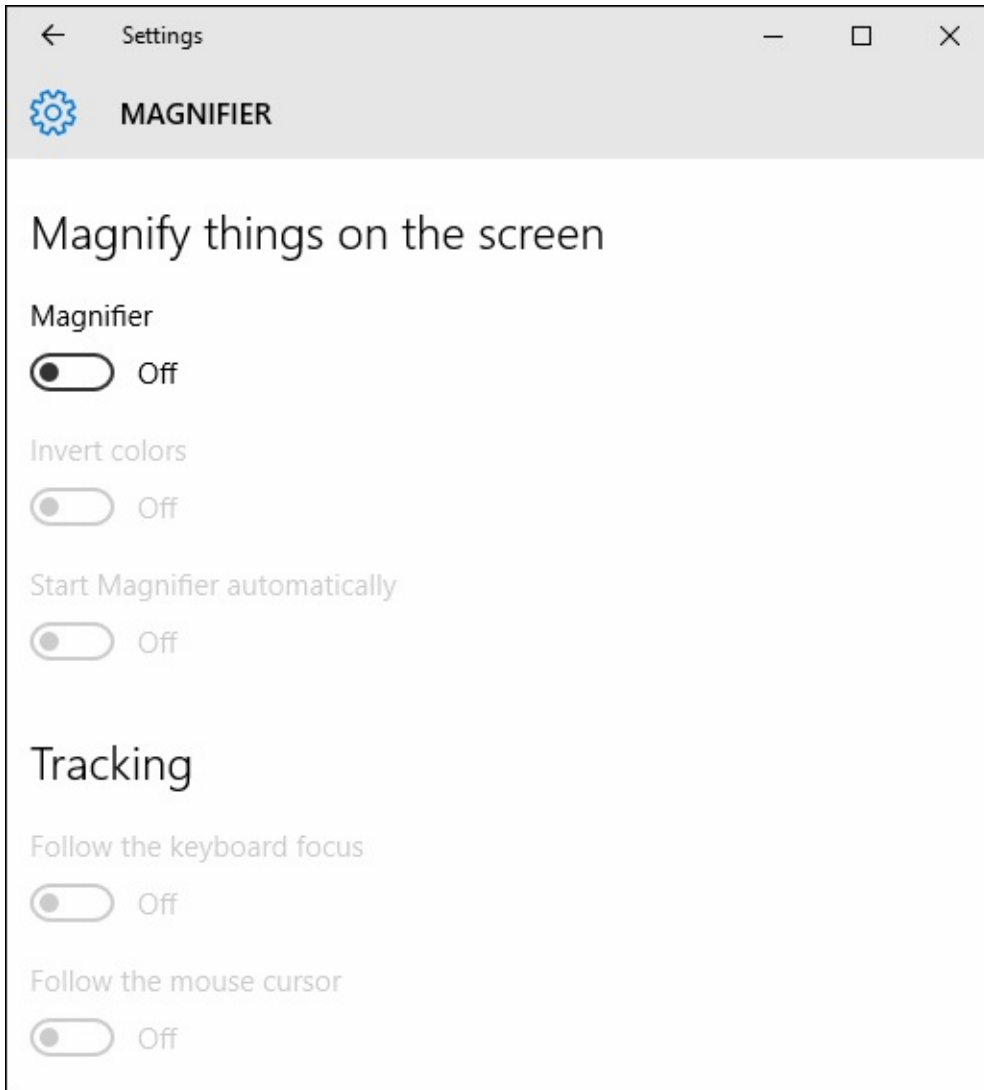 Settings
MAGNIFIER
Magnify things on the screen
Magnifier
Off
Invert colors
Off
Start Magnifier automatically
Off
Tracking
Follow the keyboard focus
Off
Follow the mouse cursor
Off